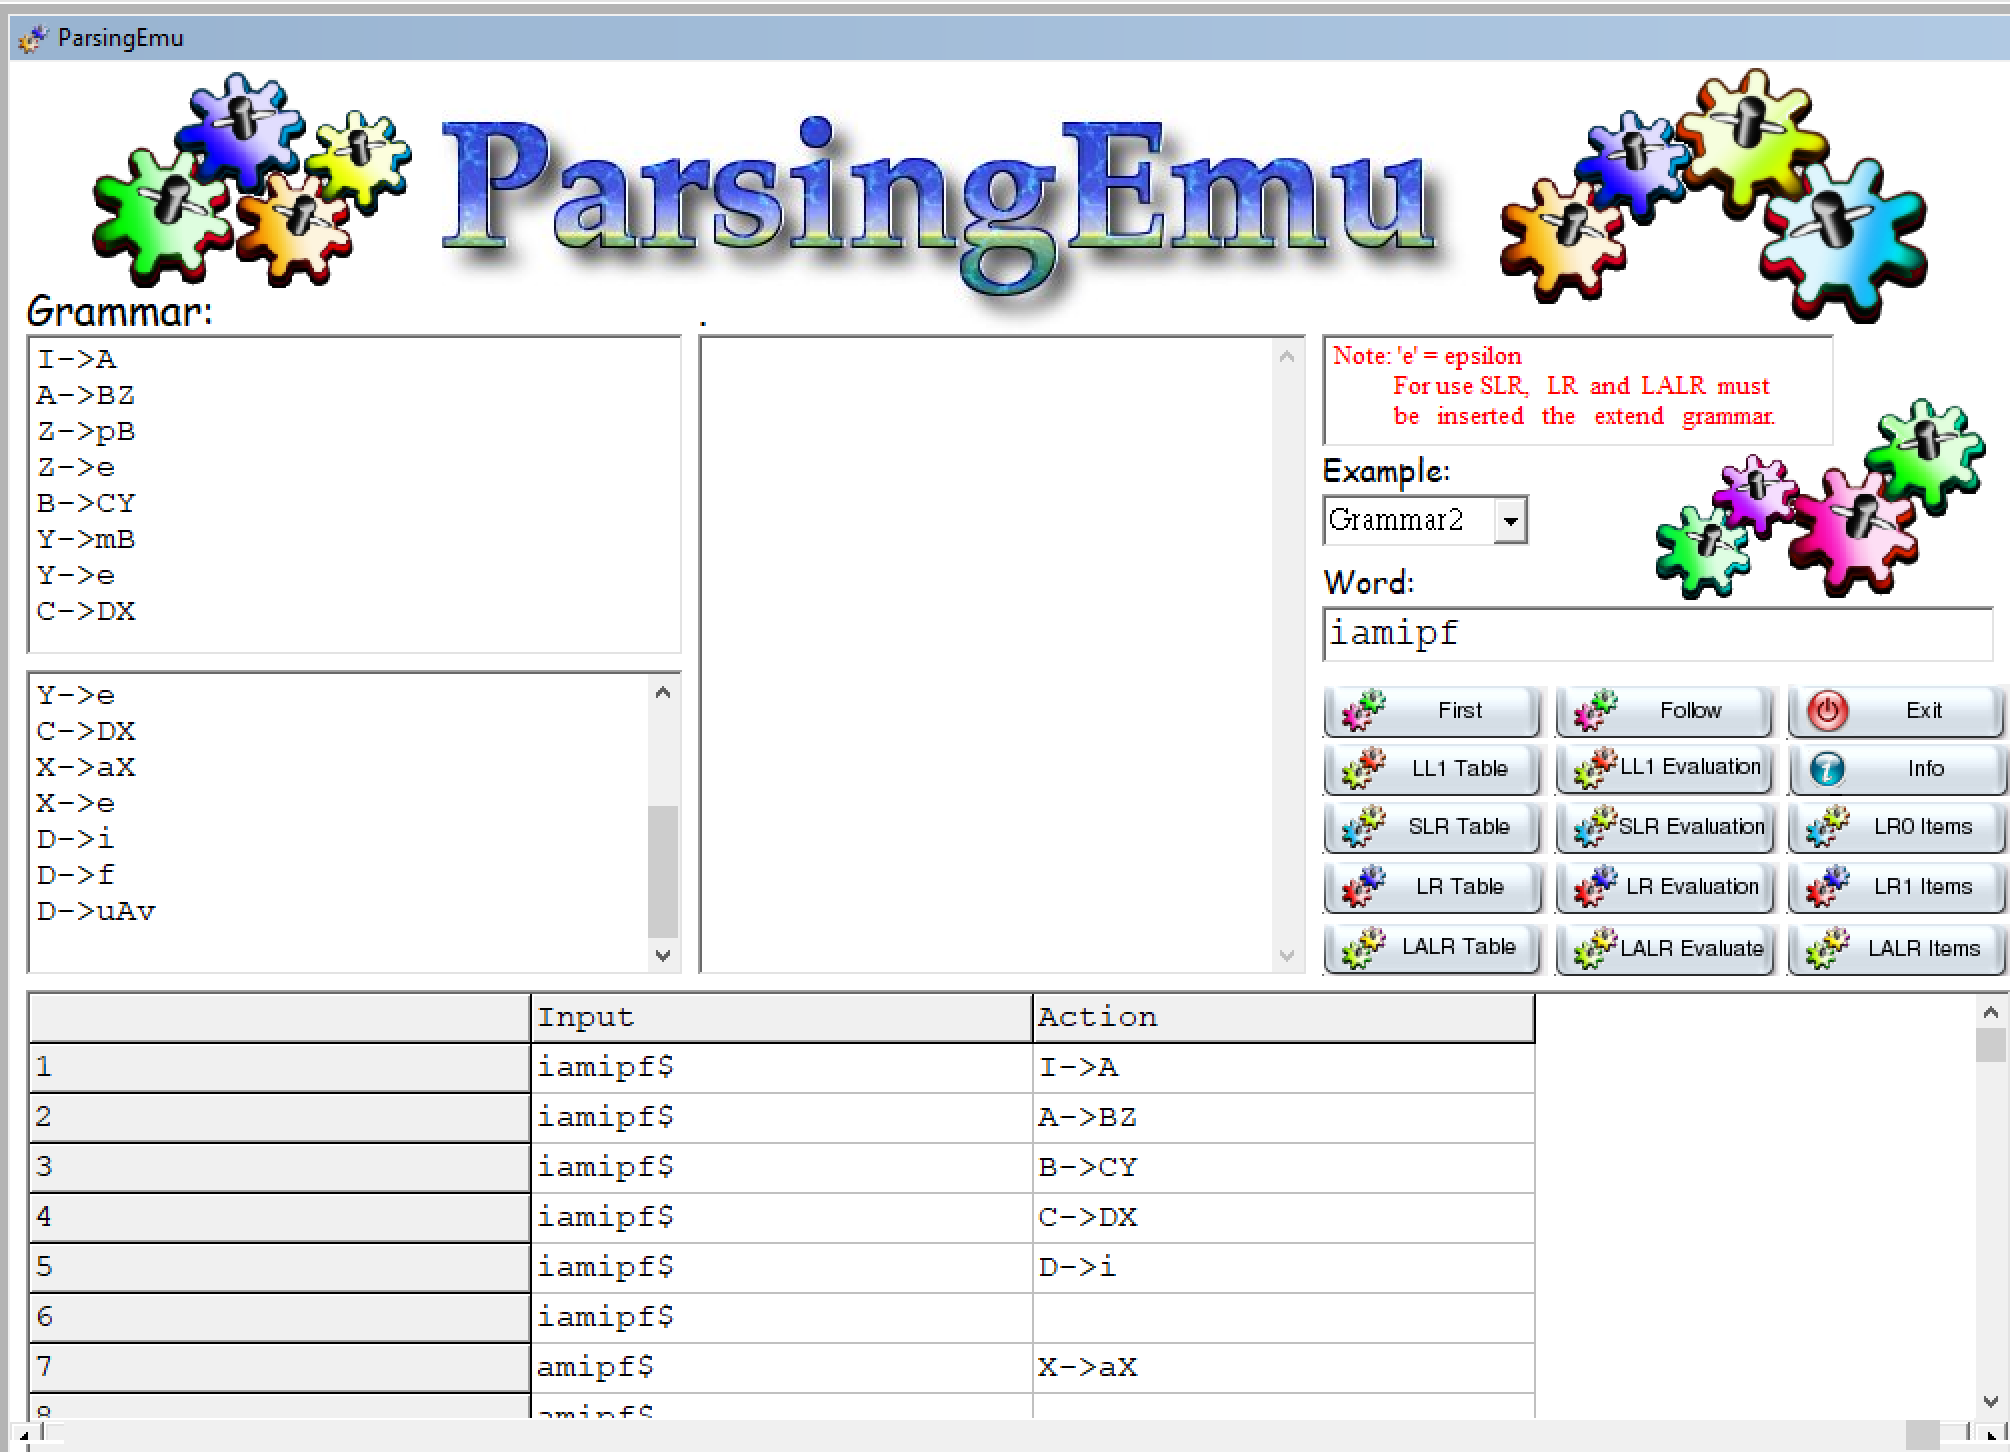 ParsingEmu
ParsingEmu
Grammar:
.
I->A
A->BZ
Z->pB
Z->e
B->CY
Y->mB
Y->e
C->DX
Y->e
C->DX
X->aX
X->e
D->i
D->f
D->uAv
Note: 'e' = epsilon
For use SLR, LR and LALR must
be inserted the extend grammar.
Example:
Grammar2
Word:
iamipf
First Follow Exit
LL1 Table LL1 Evaluation Info
SLR Table SLR Evaluation LR0 Items
LR Table LR Evaluation LR1 Items
LALR Table LALR Evaluate LALR Items
Input Action
1 iamipf$ I->A
2 iamipf$ A->BZ
3 iamipf$ B->CY
4 iamipf$ C->DX
5 iamipf$ D->i
6 iamipf$
7 amipf$ X->aX
8 amipf$